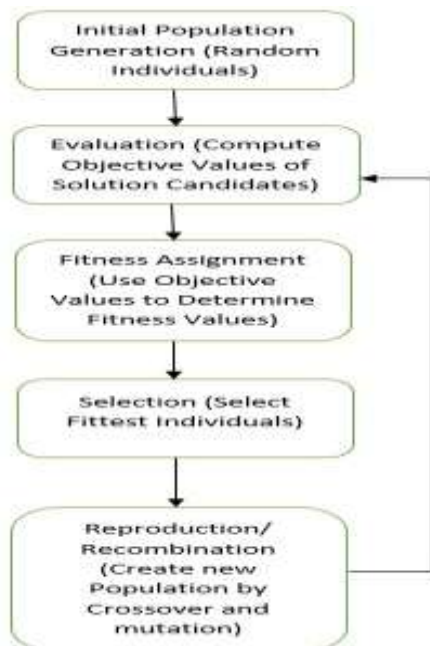 Initial Population
Generation (Random
Individuals)
Evaluation (Compute
Objective Values of
Solution Candidates)
Fitness Assignment
(Use Objective
Values to Determine
Fitness Values)
Selection (Select
Fittest Individuals)
Reproduction/
Recombination
(Create new
Population by
Crossover and
mutation)